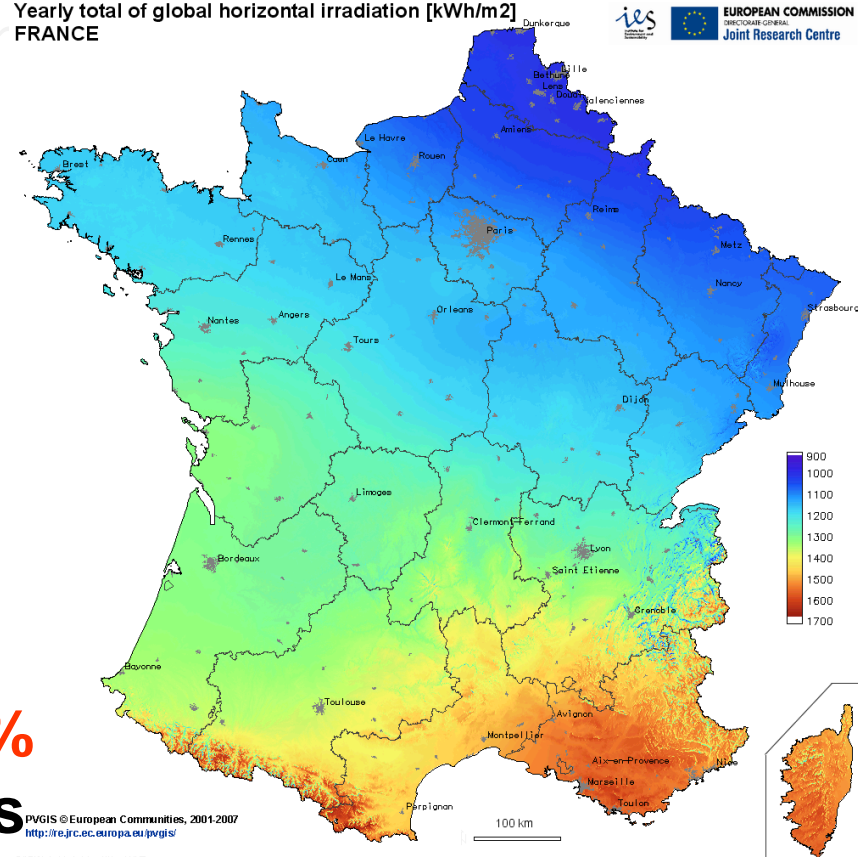 Yearly total of global horizontal irradiation [kWh/m2]
FRANCE
ies
EUROPEAN COMMISSION
DIRECTORATE-GENERAL
Joint Research Centre
Dunkerque
Lille
Bethune
Lens
Douai
Valenciennes
Amiens
Le Havre
Rouen
Caen
Brest
Reims
Paris
Rennes
Metz
Le Mans
Nancy
Strasbourg
Nantes
Angers
Orleans
Tours
Mulhouse
Dijon
900
1000
1100
1200
1300
1400
1500
1600
1700
Limoges
Clermont-Ferrand
Lyon
Bordeaux
Saint Etienne
Grenoble
Bayonne
Toulouse
Avignon
Montpellier
Nice
Aix-en-Provence
Marseille
Toulon
Perpignan
%
s
PVGIS © European Communities, 2001-2007
http://re.jrc.ec.europa.eu/pvgis/
100 km